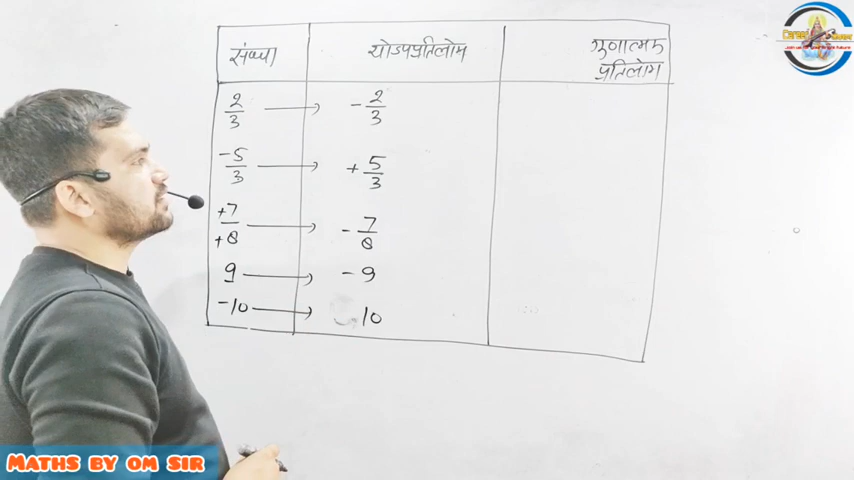 संख्या योज्यप्रतिलोम गुणात्मक
प्रतिलोम
2/3 → -2/3
-5/3 → +5/3
+7/+8 → -7/8
9 → -9
-10 → 10
MATHS BY OM SIR